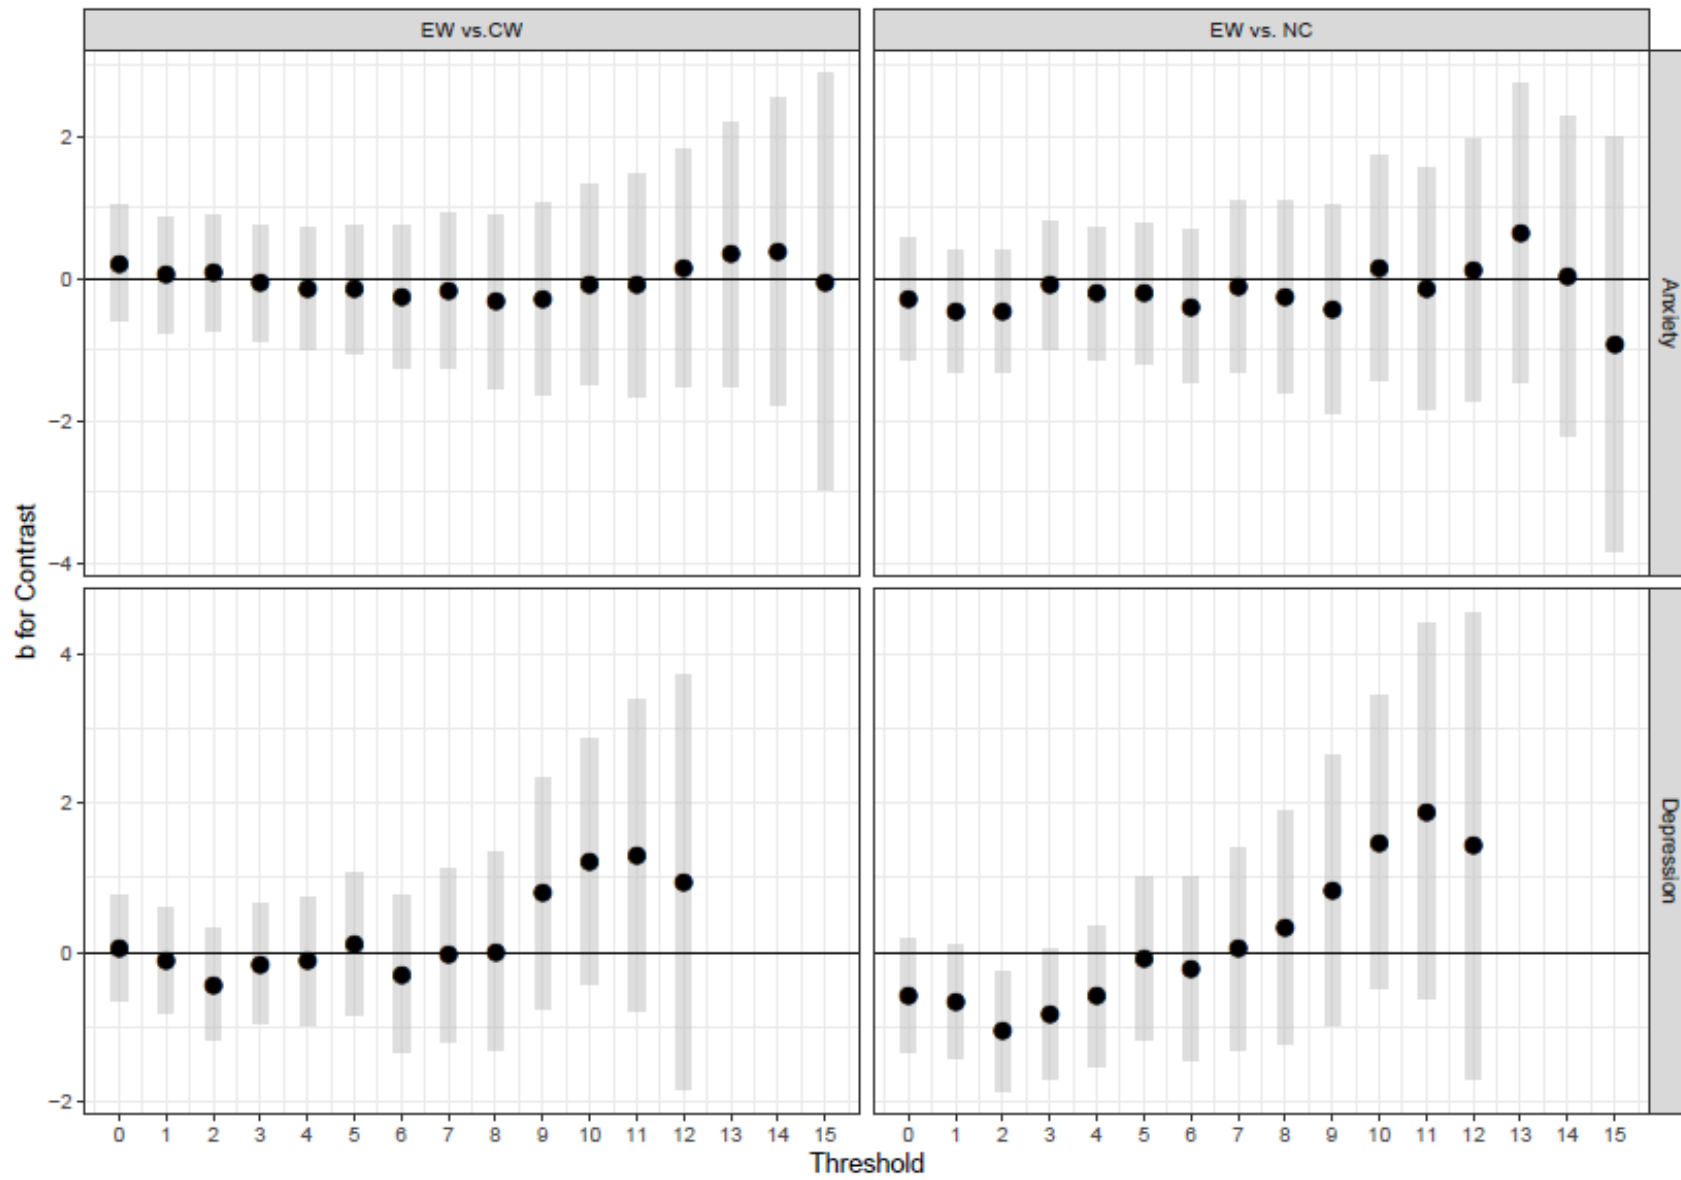 EW vs.CW
EW vs. NC
2
0
−2
−4
Anxiety
b for Contrast
4
2
0
−2
Depression
0 1 2 3 4 5 6 7 8 9 10 11 12 13 14 15
0 1 2 3 4 5 6 7 8 9 10 11 12 13 14 15
Threshold